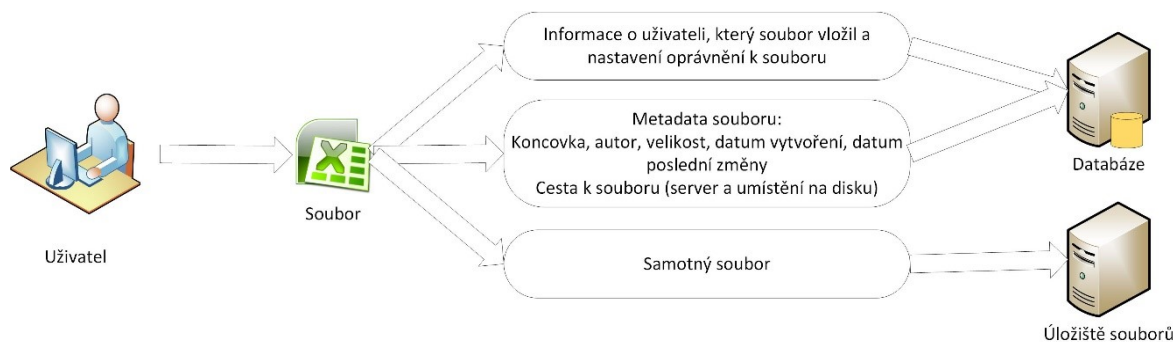 Uživatel
Soubor
Informace o uživateli, který soubor vložil a
nastavení oprávnění k souboru
Metadata souboru:
Koncovka, autor, velikost, datum vytvoření, datum
poslední změny
Cesta k souboru (server a umístění na disku)
Samotný soubor
Databáze
Úložiště souborů